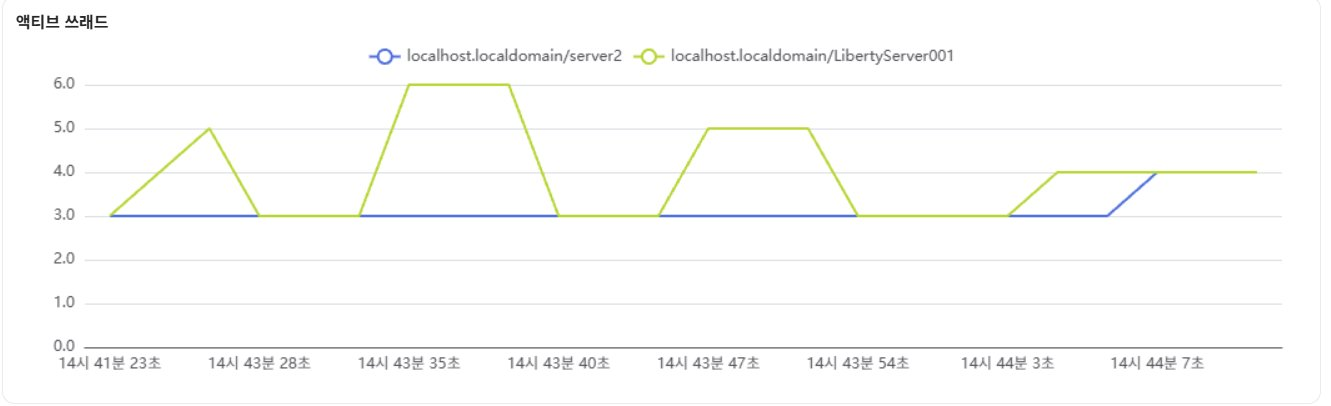 액티브 쓰래드
localhost.localdomain/server2 localhost.localdomain/LibertyServer001
6.0
5.0
4.0
3.0
2.0
1.0
0.0
14시 41분 23초 14시 43분 28초 14시 43분 35초 14시 43분 40초 14시 43분 47초 14시 43분 54초 14시 44분 3초 14시 44분 7초